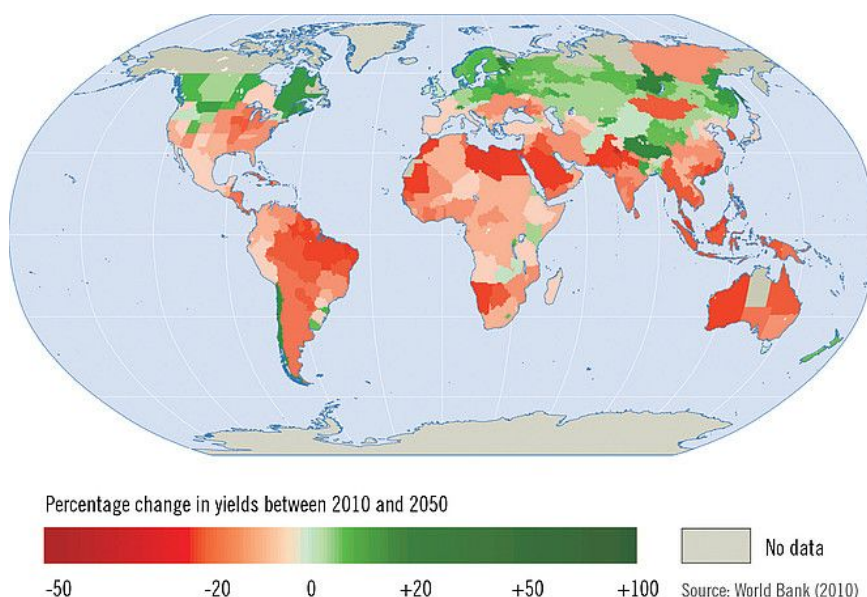 Percentage change in yields between 2010 and 2050
No data
-50 -20 0 +20 +50 +100
Source: World Bank (2010)